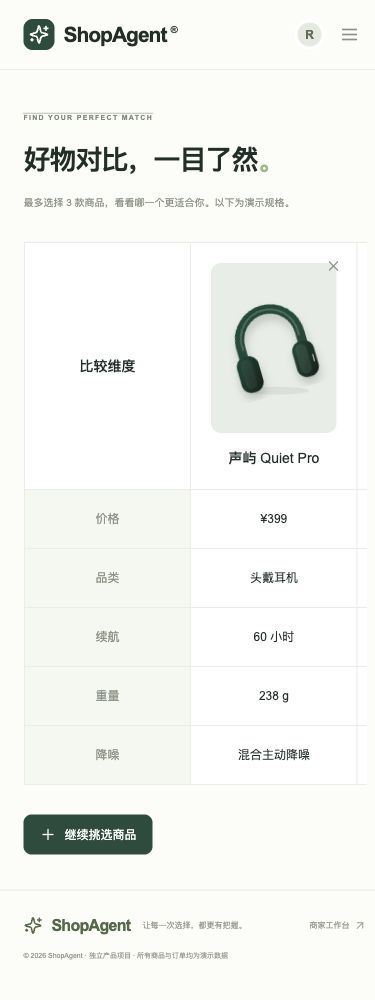 ShopAgent®
R
FIND YOUR PERFECT MATCH
好物对比，一目了然。
最多选择 3 款商品，看看哪一个更适合你。以下为演示规格。
比较维度
声屿 Quiet Pro
价格 ¥399
品类 头戴耳机
续航 60 小时
重量 238 g
降噪 混合主动降噪
继续挑选商品
ShopAgent 让每一次选择，都更有把握。 商家工作台
© 2026 ShopAgent · 独立产品项目 · 所有商品与订单均为演示数据